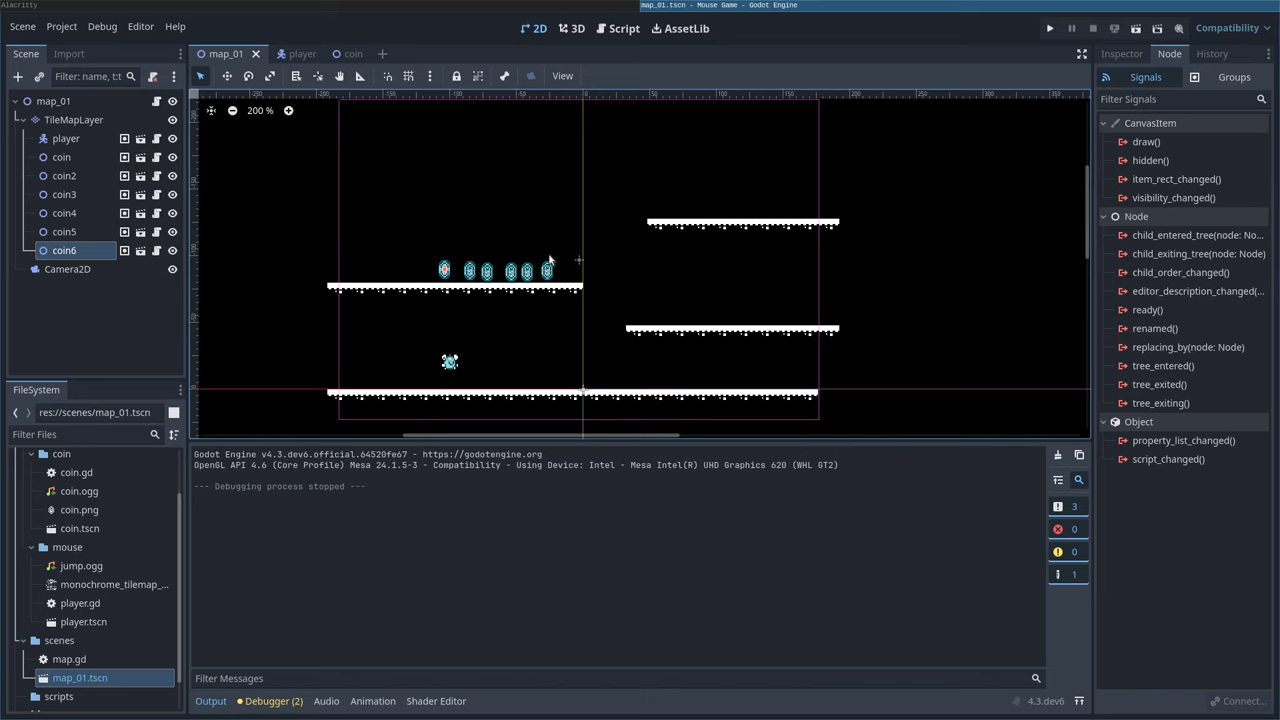 Alacritty
map_01.tscn - Mouse Game - Godot Engine
Scene Project Debug Editor Help
2D 3D Script AssetLib
Compatibility
Scene Import
map_01 player coin
Inspector Node History
Filter: name, t:t
View
Signals Groups
200 %
Filter Signals
map_01
TileMapLayer
player
coin
coin2
coin3
coin4
coin5
coin6
Camera2D
CanvasItem
draw()
hidden()
item_rect_changed()
visibility_changed()
Node
child_entered_tree(node: No...
child_exiting_tree(node: Node)
child_order_changed()
editor_description_changed(...
ready()
renamed()
replacing_by(node: Node)
tree_entered()
tree_exited()
tree_exiting()
Object
property_list_changed()
script_changed()
FileSystem
res://scenes/map_01.tscn
Filter Files
coin
coin.gd
coin.ogg
coin.png
coin.tscn
mouse
jump.ogg
monochrome_tilemap_...
player.gd
player.tscn
scenes
map.gd
map_01.tscn
scripts
Godot Engine v4.3.dev6.official.64520fe67 - https://godotengine.org
OpenGL API 4.6 (Core Profile) Mesa 24.1.5-3 - Compatibility - Using Device: Intel - Mesa Intel(R) UHD Graphics 620 (WHL GT2)
--- Debugging process stopped ---
3
0
0
1
Filter Messages
Output Debugger (2) Audio Animation Shader Editor
4.3.dev6
Connect...